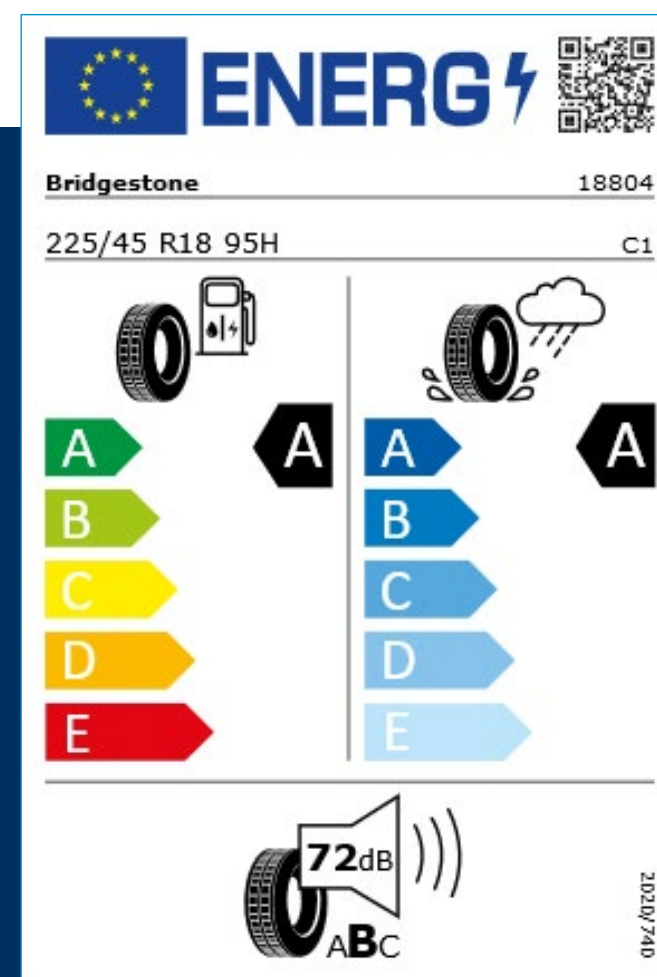 ENERG
Bridgestone 18804
225/45 R18 95H C1
A A A A
B B
C C
D D
E E
72dB
ABC
2020/740